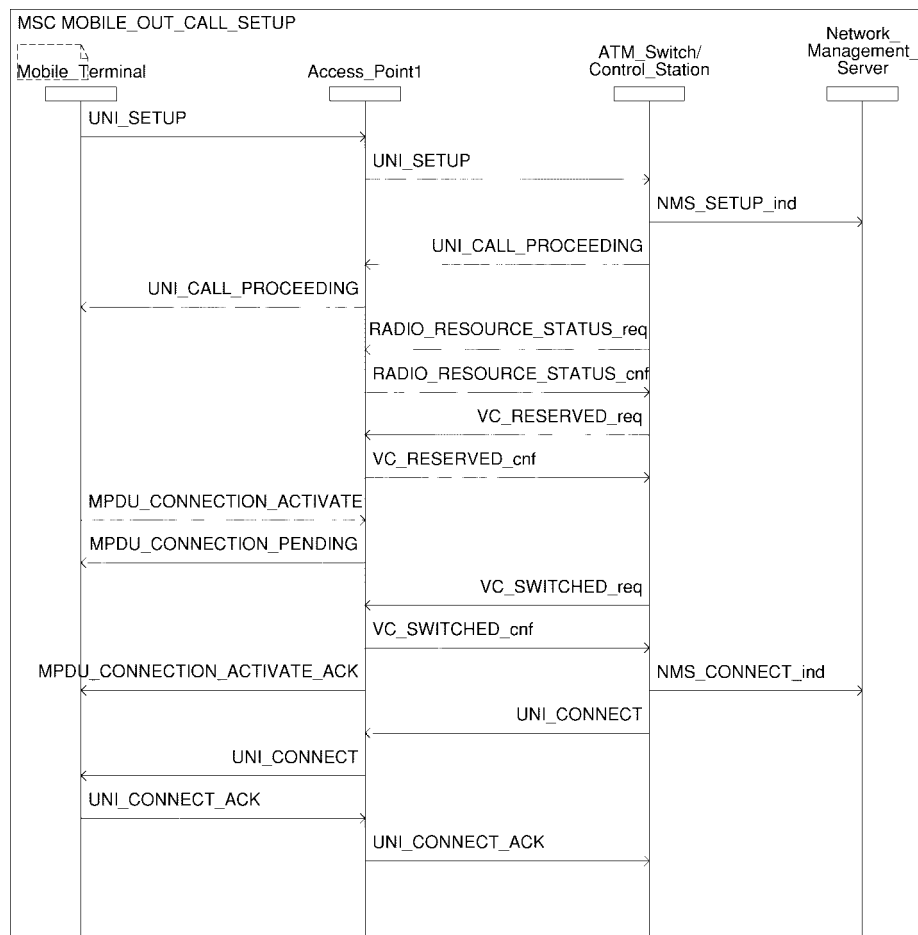 MSC MOBILE_OUT_CALL_SETUP
Mobile_Terminal
Access_Point1
ATM_Switch/
Control_Station
Network_
Management_
Server
UNI_SETUP
UNI_SETUP
NMS_SETUP_ind
UNI_CALL_PROCEEDING
UNI_CALL_PROCEEDING
RADIO_RESOURCE_STATUS_req
RADIO_RESOURCE_STATUS_cnf
VC_RESERVED_req
VC_RESERVED_cnf
MPDU_CONNECTION_ACTIVATE
MPDU_CONNECTION_PENDING
VC_SWITCHED_req
VC_SWITCHED_cnf
MPDU_CONNECTION_ACTIVATE_ACK
NMS_CONNECT_ind
UNI_CONNECT
UNI_CONNECT
UNI_CONNECT_ACK
UNI_CONNECT_ACK